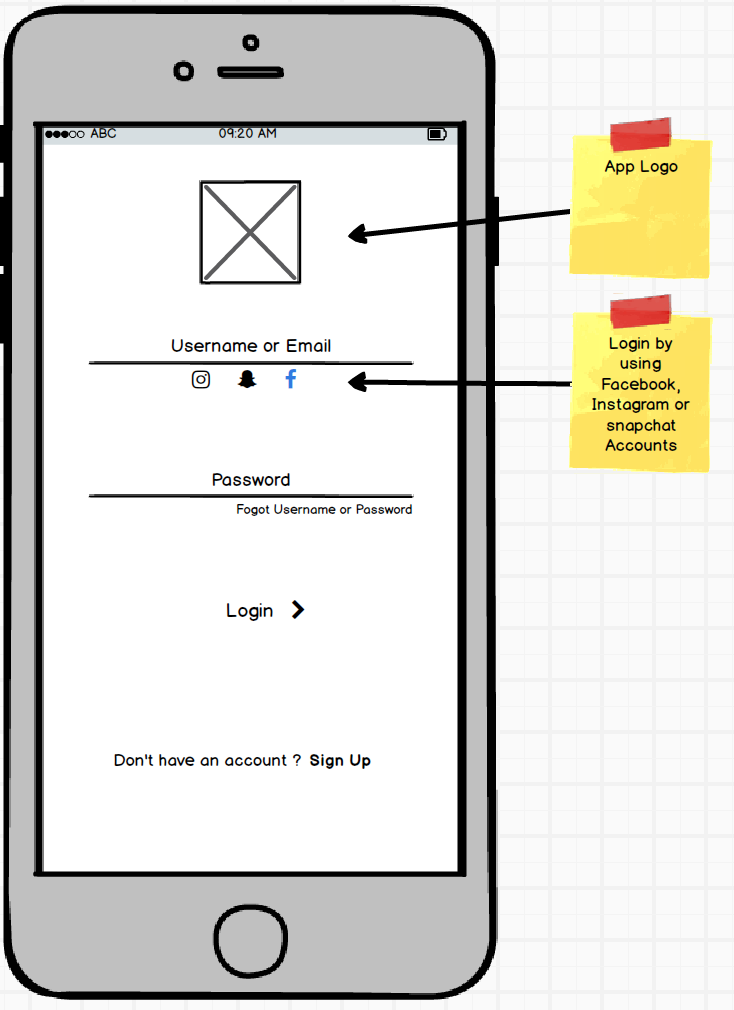 ABC 09:20 AM
App Logo
Username or Email
Login by
using
Facebook,
Instagram or
snapchat
Accounts
Password
Fogot Username or Password
Login
Don't have an account ? Sign Up